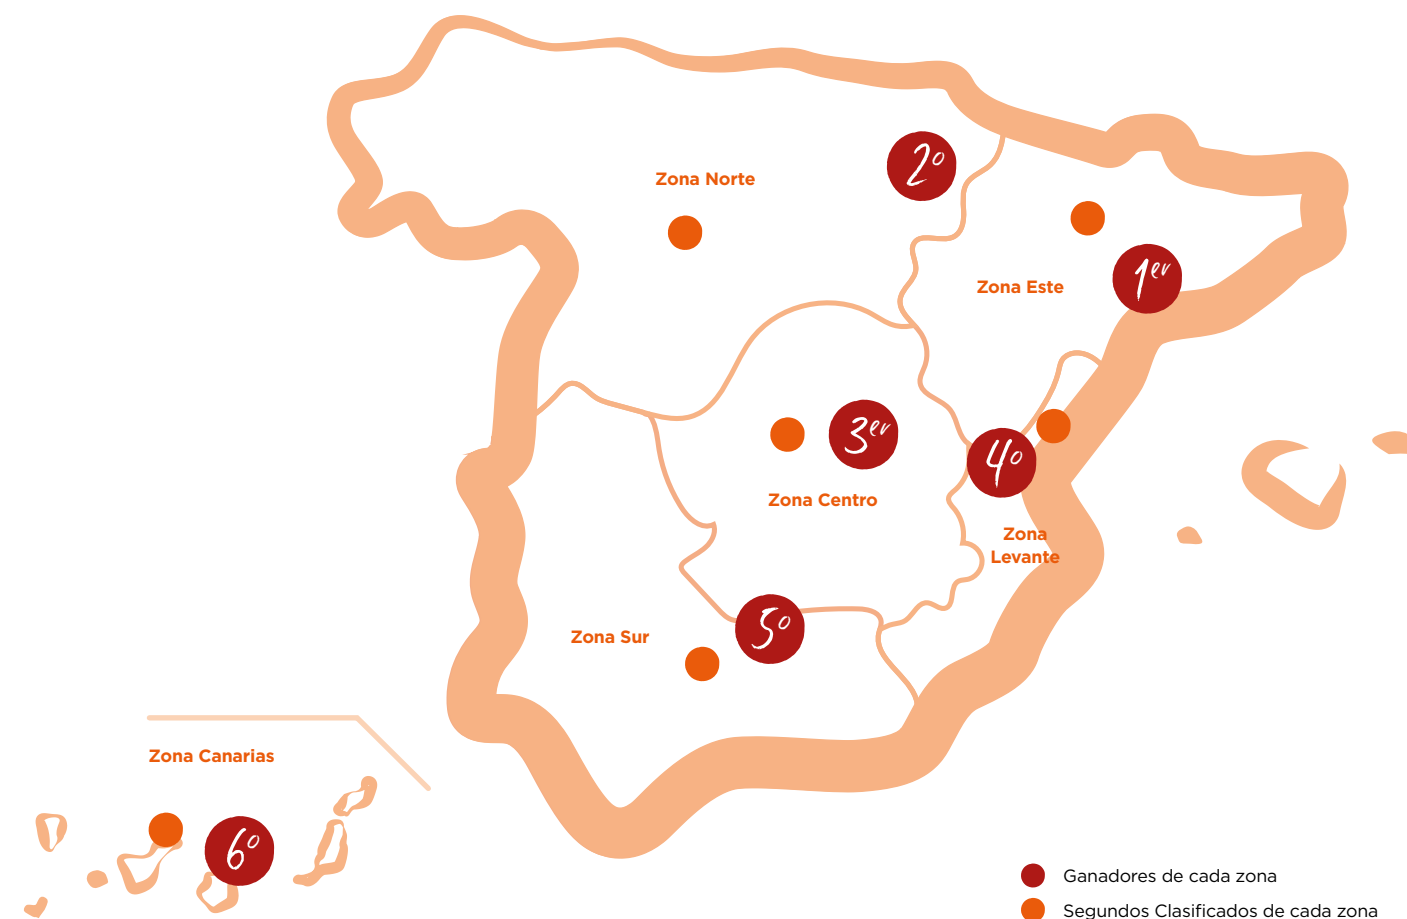 2º
Zona Norte
1er
Zona Este
3er
4º
Zona Centro
Zona
Levante
5º
Zona Sur
Zona Canarias
6º
Ganadores de cada zona
Segundos Clasificados de cada zona